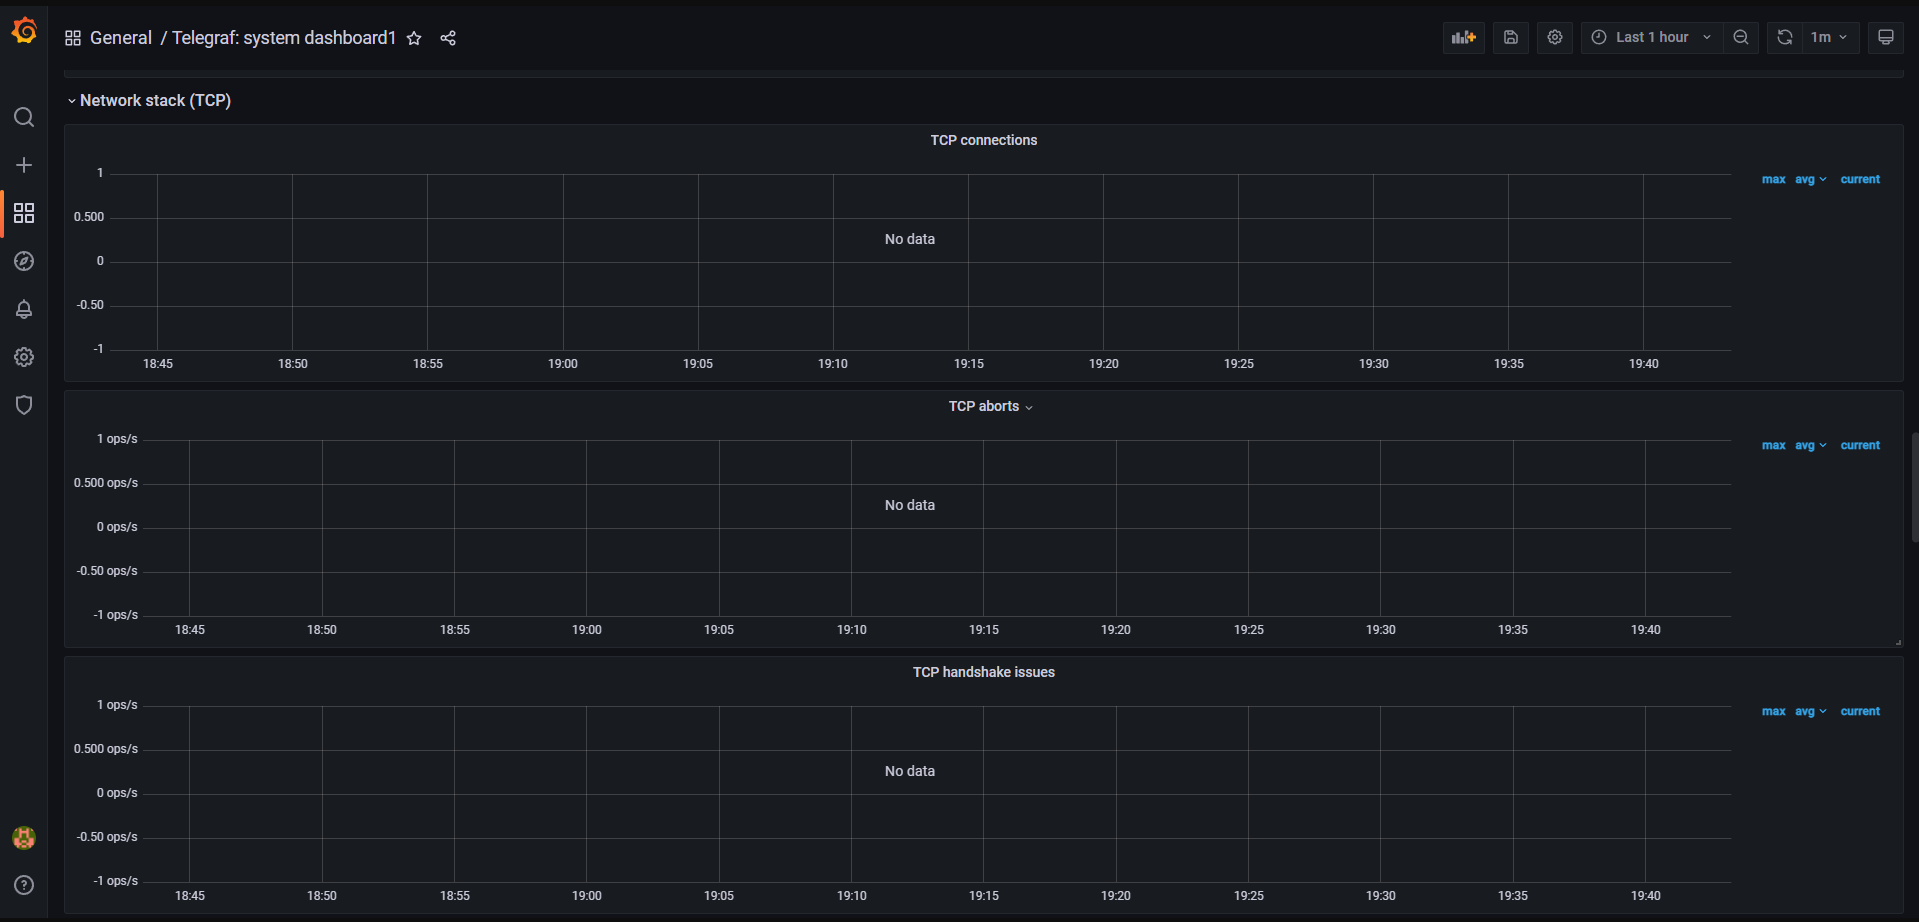 General / Telegraf: system dashboard1
Last 1 hour
1m
Network stack (TCP)
TCP connections
max avg current
1
0.500
0
-0.50
-1
No data
18:45 18:50 18:55 19:00 19:05 19:10 19:15 19:20 19:25 19:30 19:35 19:40
TCP aborts
max avg current
1 ops/s
0.500 ops/s
0 ops/s
-0.50 ops/s
-1 ops/s
No data
18:45 18:50 18:55 19:00 19:05 19:10 19:15 19:20 19:25 19:30 19:35 19:40
TCP handshake issues
max avg current
1 ops/s
0.500 ops/s
0 ops/s
-0.50 ops/s
-1 ops/s
No data
18:45 18:50 18:55 19:00 19:05 19:10 19:15 19:20 19:25 19:30 19:35 19:40